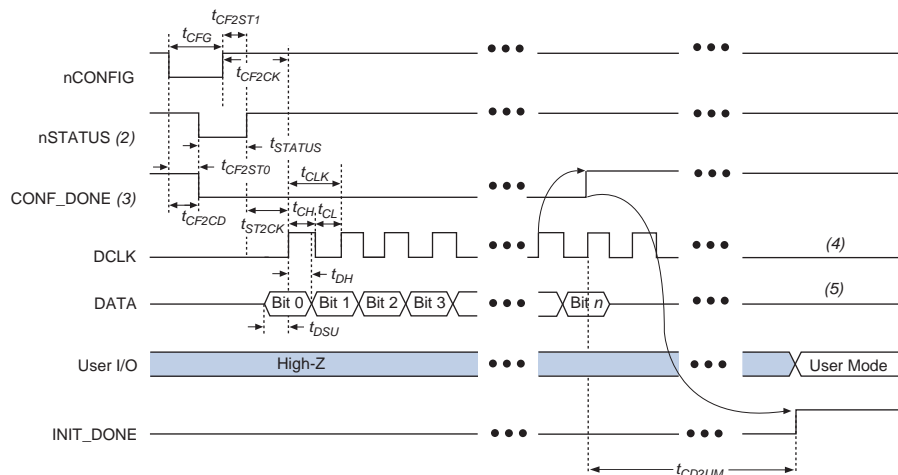 tCF2ST1
tCFG
tCF2CK
nCONFIG
nSTATUS (2)
tSTATUS
tCF2ST0
tCLK
CONF_DONE (3)
tCF2CD
tST2CK
tCH
tCL
DCLK
(4)
tDH
DATA
Bit 0
Bit 1
Bit 2
Bit 3
Bit n
(5)
tDSU
User I/O
High-Z
User Mode
INIT_DONE
tCD2UM